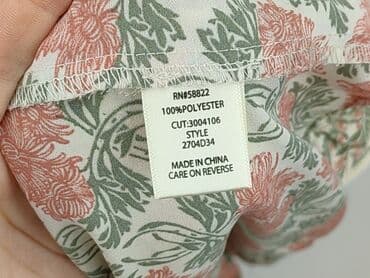 RN#58822
100%POLYESTER
CUT:3004106
STYLE
2704D34
MADE IN CHINA
CARE ON REVERSE